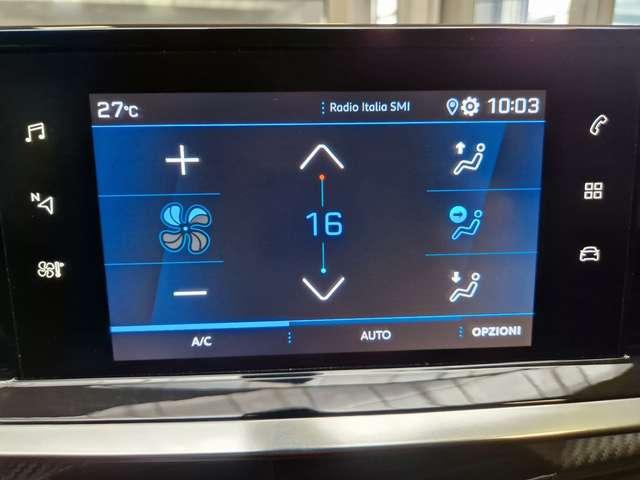 27°C
Radio Italia SMI
10:03
N
16
A/C
AUTO
OPZIONI